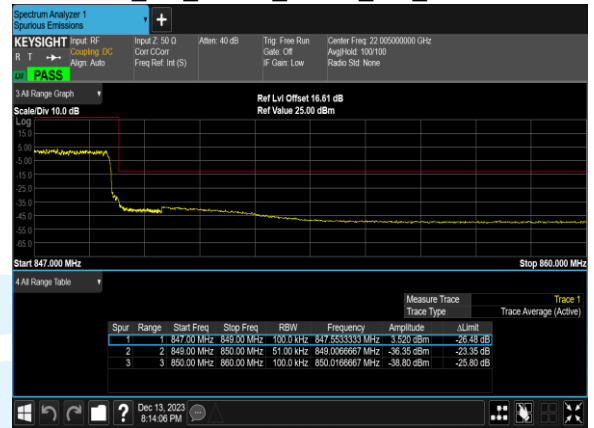 Spectrum Analyzer 1
Spurious Emissions
KEYSIGHT Input: RF Input Z: 50 Ω Atten: 40 dB Trig: Free Run Center Freq: 22.005000000 GHz
R T Coupling: DC Corr CCorr Gate: Off Avg|Hold: 100/100
Align: Auto Freq Ref: Int (S) IF Gain: Low Radio Std: None
PASS
3 All Range Graph
Ref Lvl Offset 16.61 dB
Scale/Div 10.0 dB Ref Value 25.00 dBm
Log
15.0
5.00
-5.00
-15.0
-25.0
-35.0
-45.0
-55.0
-65.0
Start 847.000 MHz Stop 860.000 MHz
4 All Range Table
Measure Trace Trace 1
Trace Type Trace Average (Active)
Spur Range Start Freq Stop Freq RBW Frequency Amplitude ΔLimit
1 1 847.00 MHz 849.00 MHz 100.0 kHz 847.5533333 MHz 3.520 dBm -26.48 dB
2 2 849.00 MHz 850.00 MHz 51.00 kHz 849.0066667 MHz -36.35 dBm -23.35 dB
3 3 850.00 MHz 860.00 MHz 100.0 kHz 850.0166667 MHz -38.80 dBm -25.80 dB
? Dec 13, 2023
8:14:06 PM